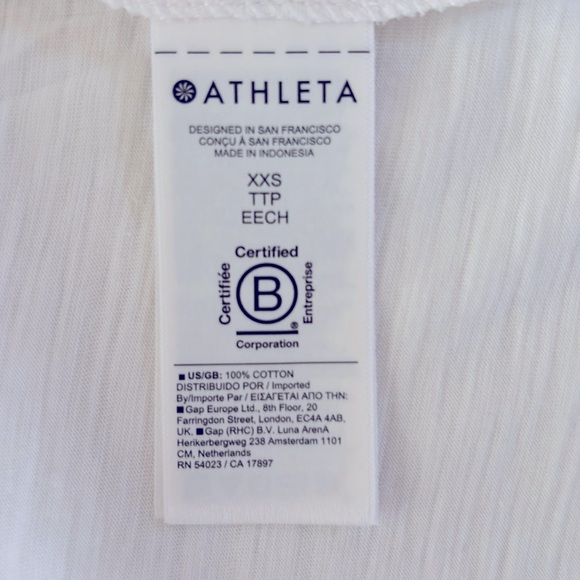 ATHLETA
DESIGNED IN SAN FRANCISCO
CONÇU À SAN FRANCISCO
MADE IN INDONESIA
XXS
TTP
EECH
Certified
Certifiée
B
Entreprise
®
Corporation
■ US/GB: 100% COTTON
DISTRIBUIDO POR / Imported
By/Importe Par / ΕΙΣΑΓΕΤΑΙ ΑΠΟ ΤΗΝ:
■ Gap Europe Ltd., 8th Floor, 20
Farringdon Street, London, EC4A 4AB,
UK. ■ Gap (RHC) B.V. Luna ArenA
Herikerbergweg 238 Amsterdam 1101
CM, Netherlands
RN 54023 / CA 17897